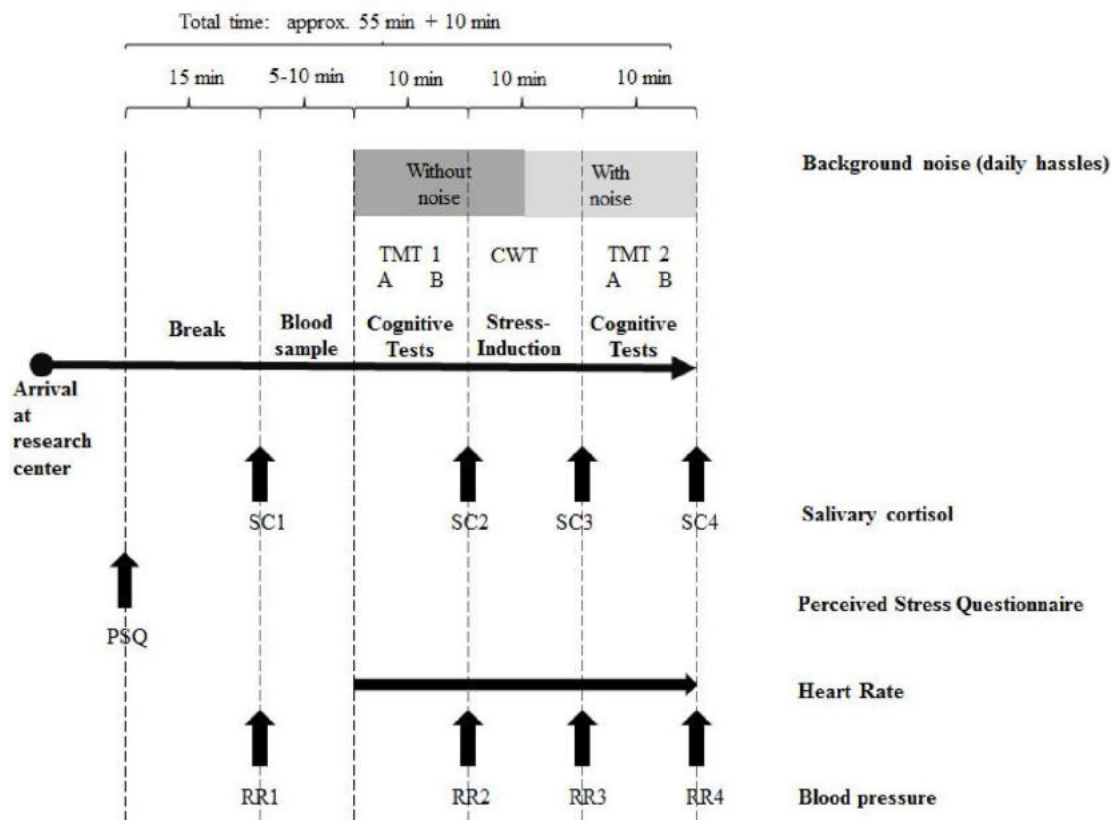 Total time: approx. 55 min + 10 min
15 min 5-10 min 10 min 10 min 10 min
Without noise
With noise
Background noise (daily hassles)
TMT 1
A B
CWT
TMT 2
A B
Break
Blood sample
Cognitive Tests
Stress-Induction
Cognitive Tests
Arrival
at
research
center
SC1 SC2 SC3 SC4
Salivary cortisol
Perceived Stress Questionnaire
PSQ
Heart Rate
RR1 RR2 RR3 RR4
Blood pressure